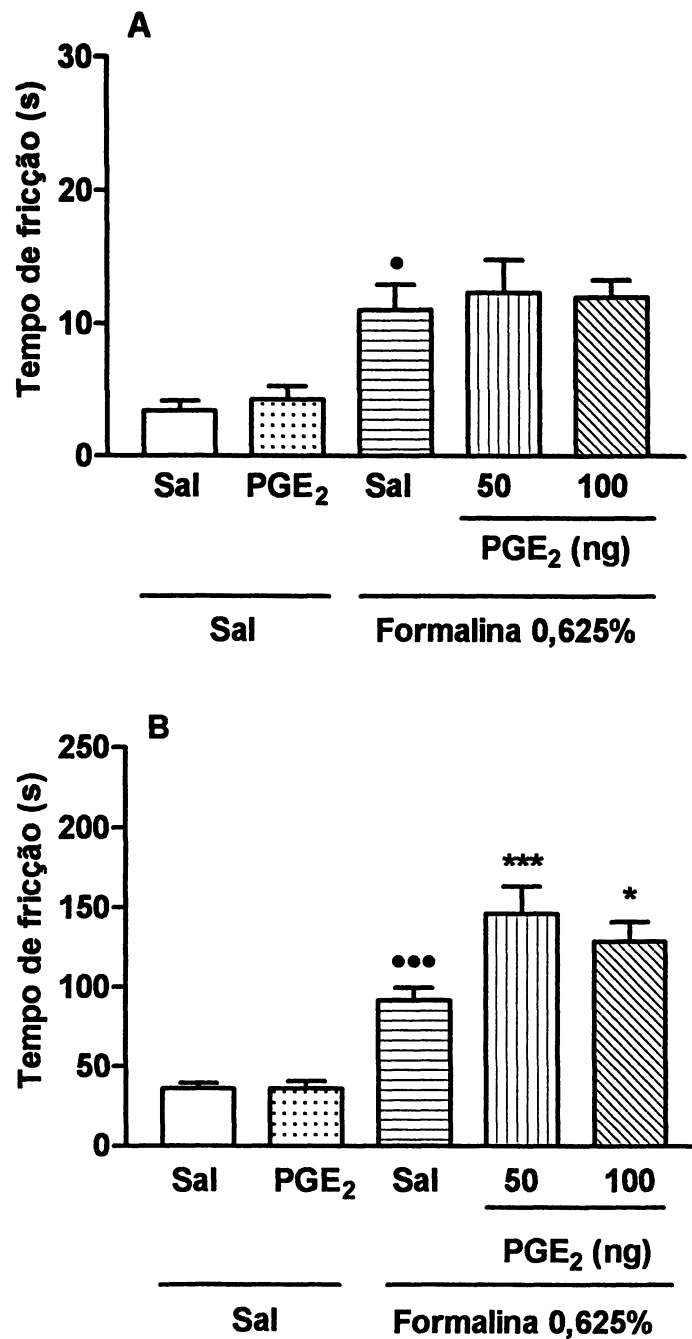 A
Tempo de fricção (s)
30
20
10
0
•
Sal PGE₂ Sal 50 100
PGE₂ (ng)
Sal Formalina 0,625%
B
Tempo de fricção (s)
250
200
150
100
50
0
•••
***
*
Sal PGE₂ Sal 50 100
PGE₂ (ng)
Sal Formalina 0,625%